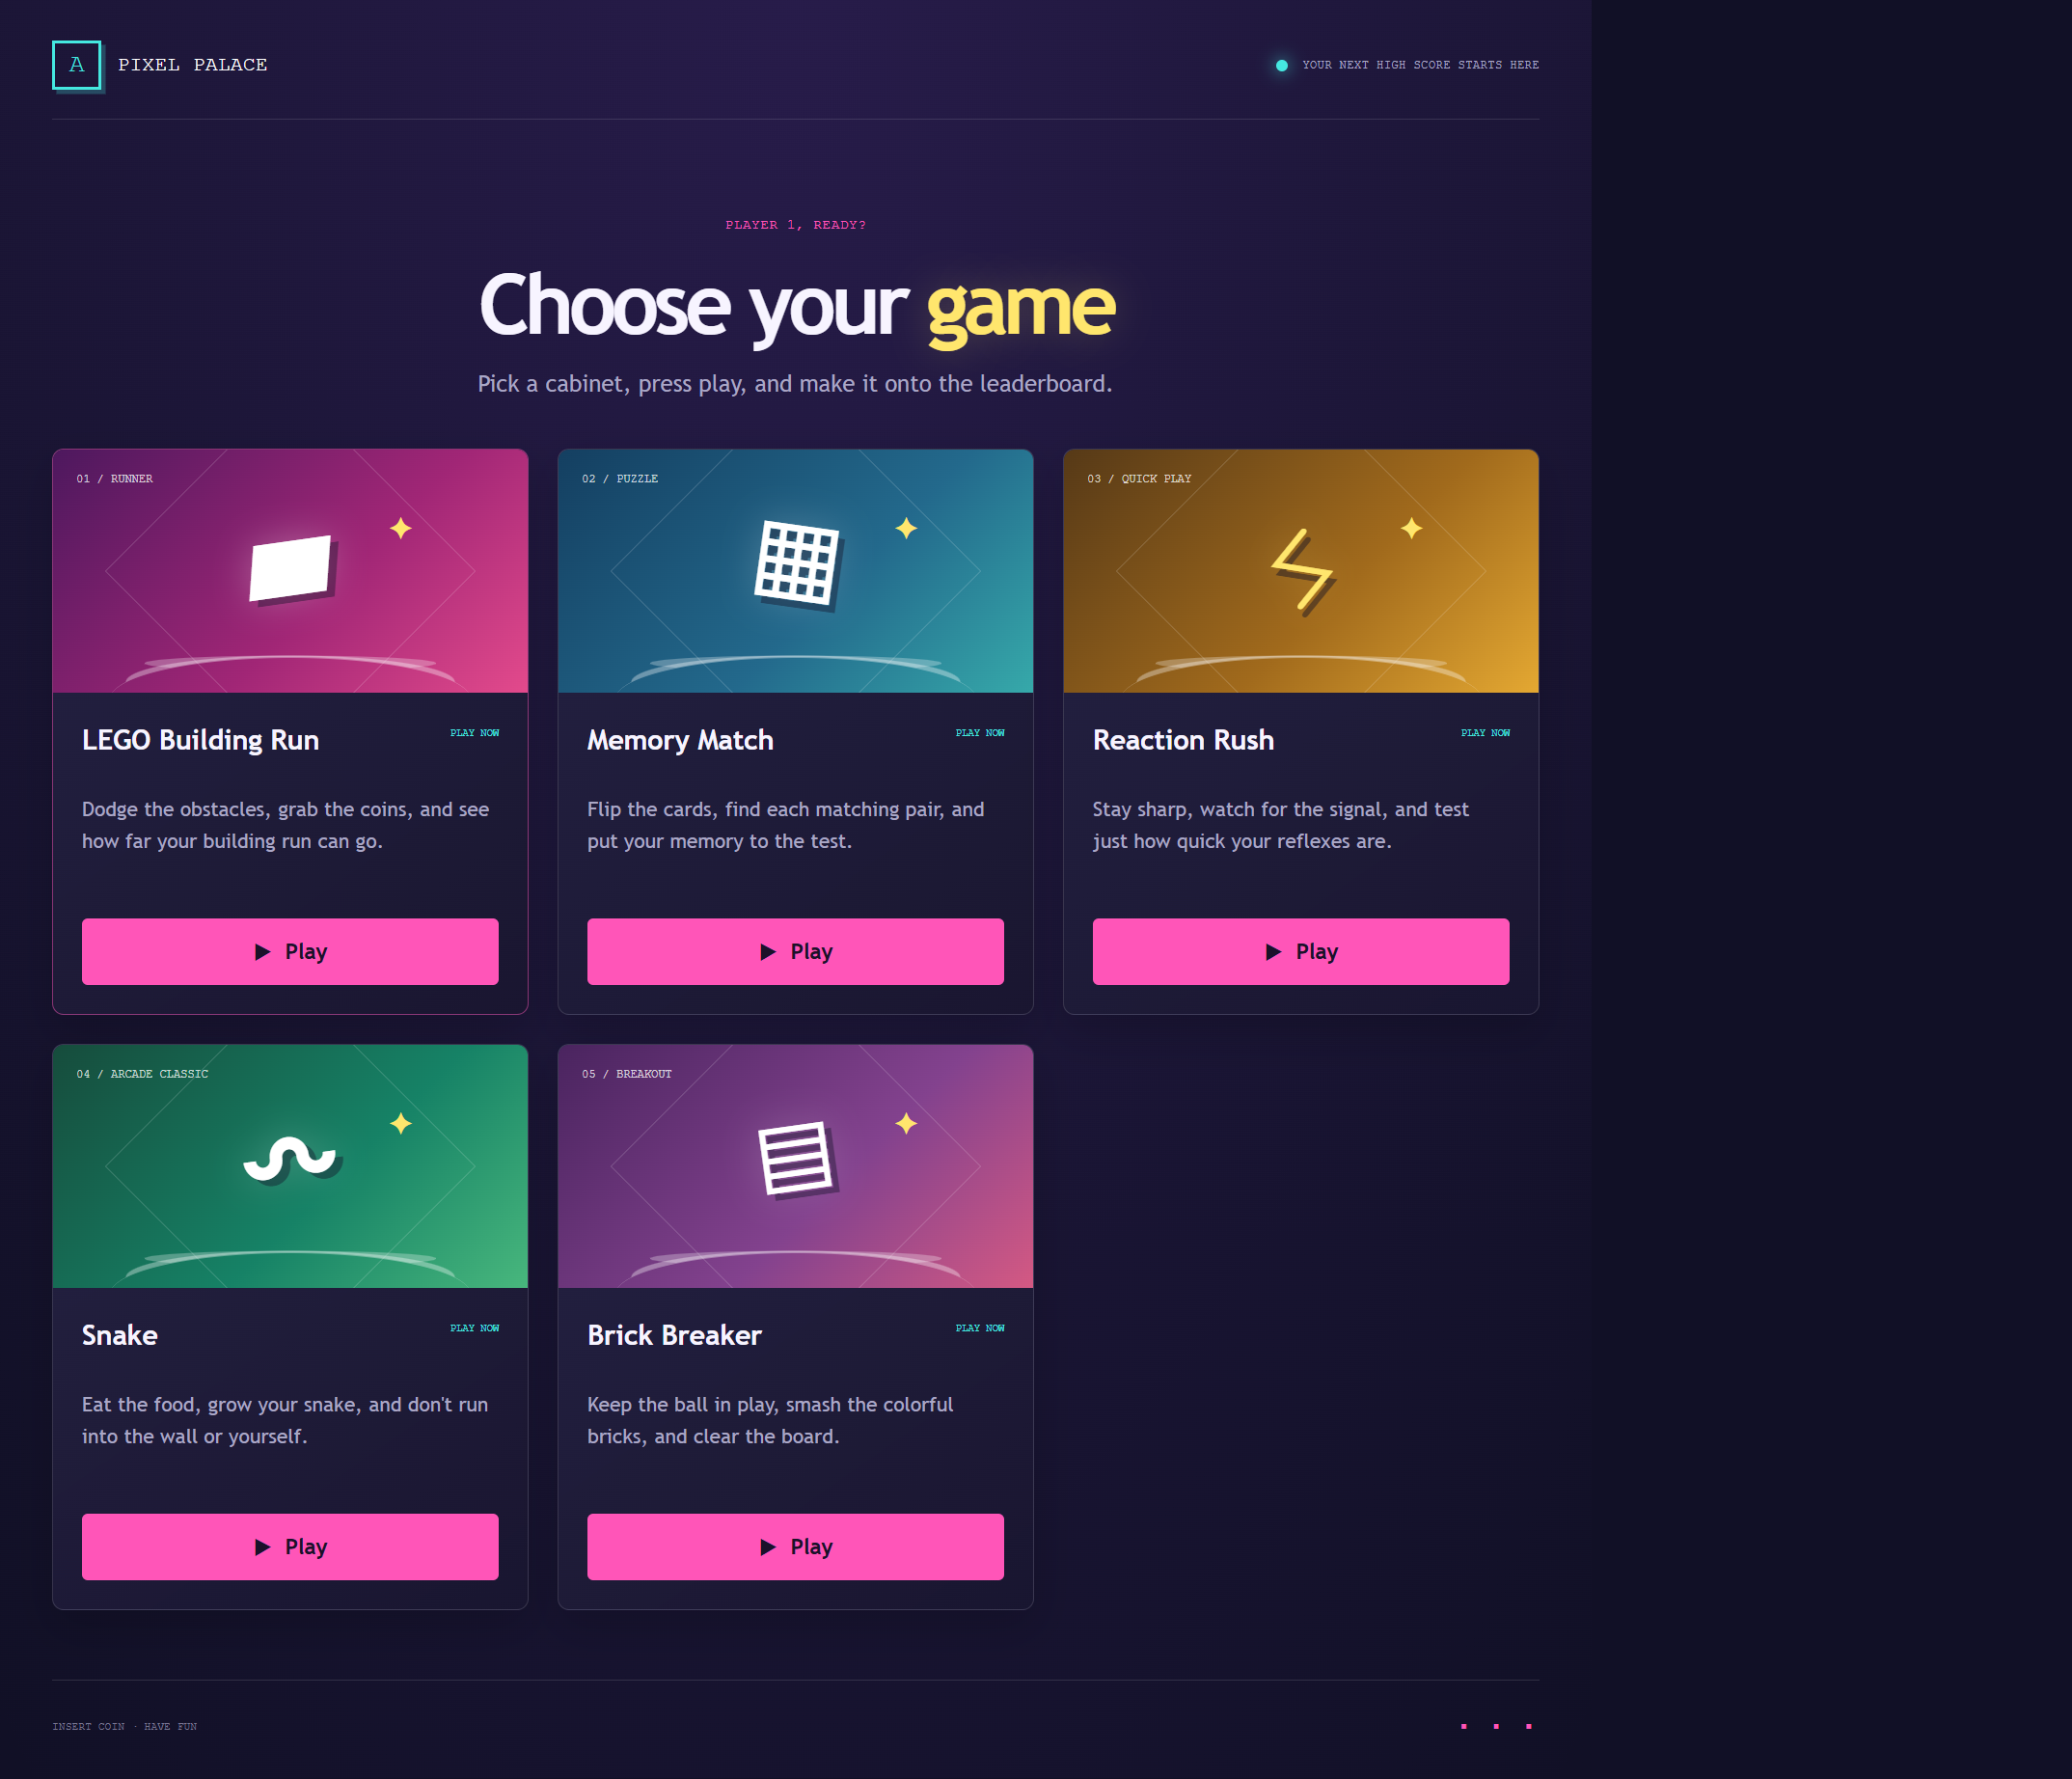 A
PIXEL PALACE
YOUR NEXT HIGH SCORE STARTS HERE
PLAYER 1, READY?
Choose your game
Pick a cabinet, press play, and make it onto the leaderboard.
01 / RUNNER
LEGO Building Run
PLAY NOW
Dodge the obstacles, grab the coins, and see
how far your building run can go.
▶ Play
02 / PUZZLE
Memory Match
PLAY NOW
Flip the cards, find each matching pair, and
put your memory to the test.
▶ Play
03 / QUICK PLAY
Reaction Rush
PLAY NOW
Stay sharp, watch for the signal, and test
just how quick your reflexes are.
▶ Play
04 / ARCADE CLASSIC
Snake
PLAY NOW
Eat the food, grow your snake, and don't run
into the wall or yourself.
▶ Play
05 / BREAKOUT
Brick Breaker
PLAY NOW
Keep the ball in play, smash the colorful
bricks, and clear the board.
▶ Play
INSERT COIN · HAVE FUN